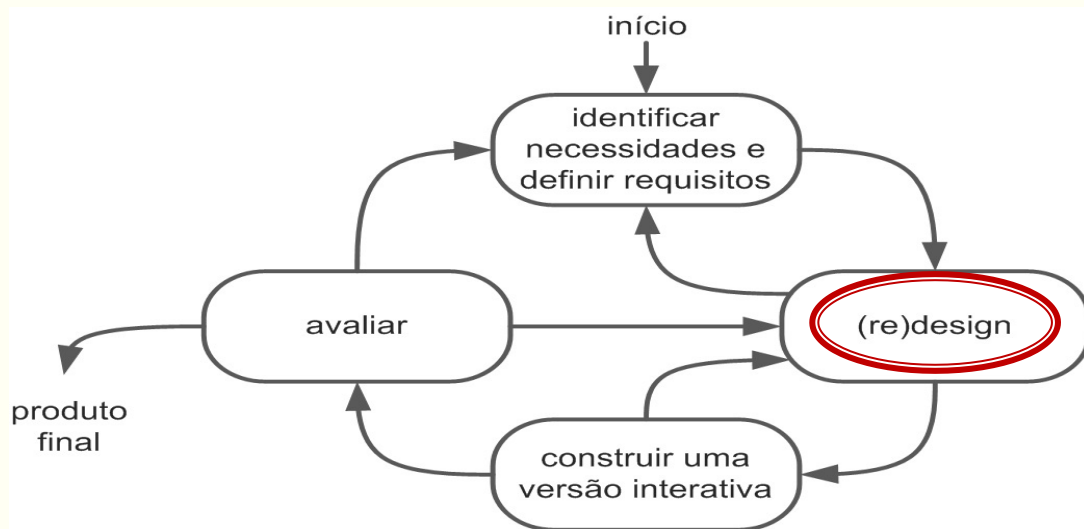 início
identificar
necessidades e
definir requisitos
avaliar
(re)design
produto
final
construir uma
versão interativa